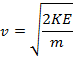 v = √(2KE/m)